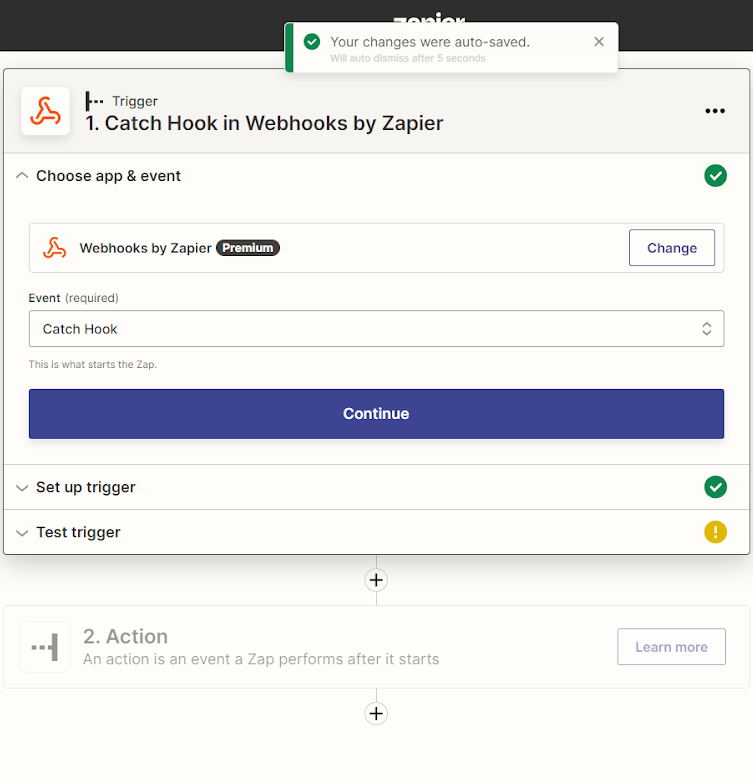 zapier
Your changes were auto-saved.
Will auto dismiss after 5 seconds
Trigger
1. Catch Hook in Webhooks by Zapier
Choose app & event
Webhooks by Zapier Premium
Change
Event (required)
Catch Hook
This is what starts the Zap.
Continue
Set up trigger
Test trigger
2. Action
An action is an event a Zap performs after it starts
Learn more